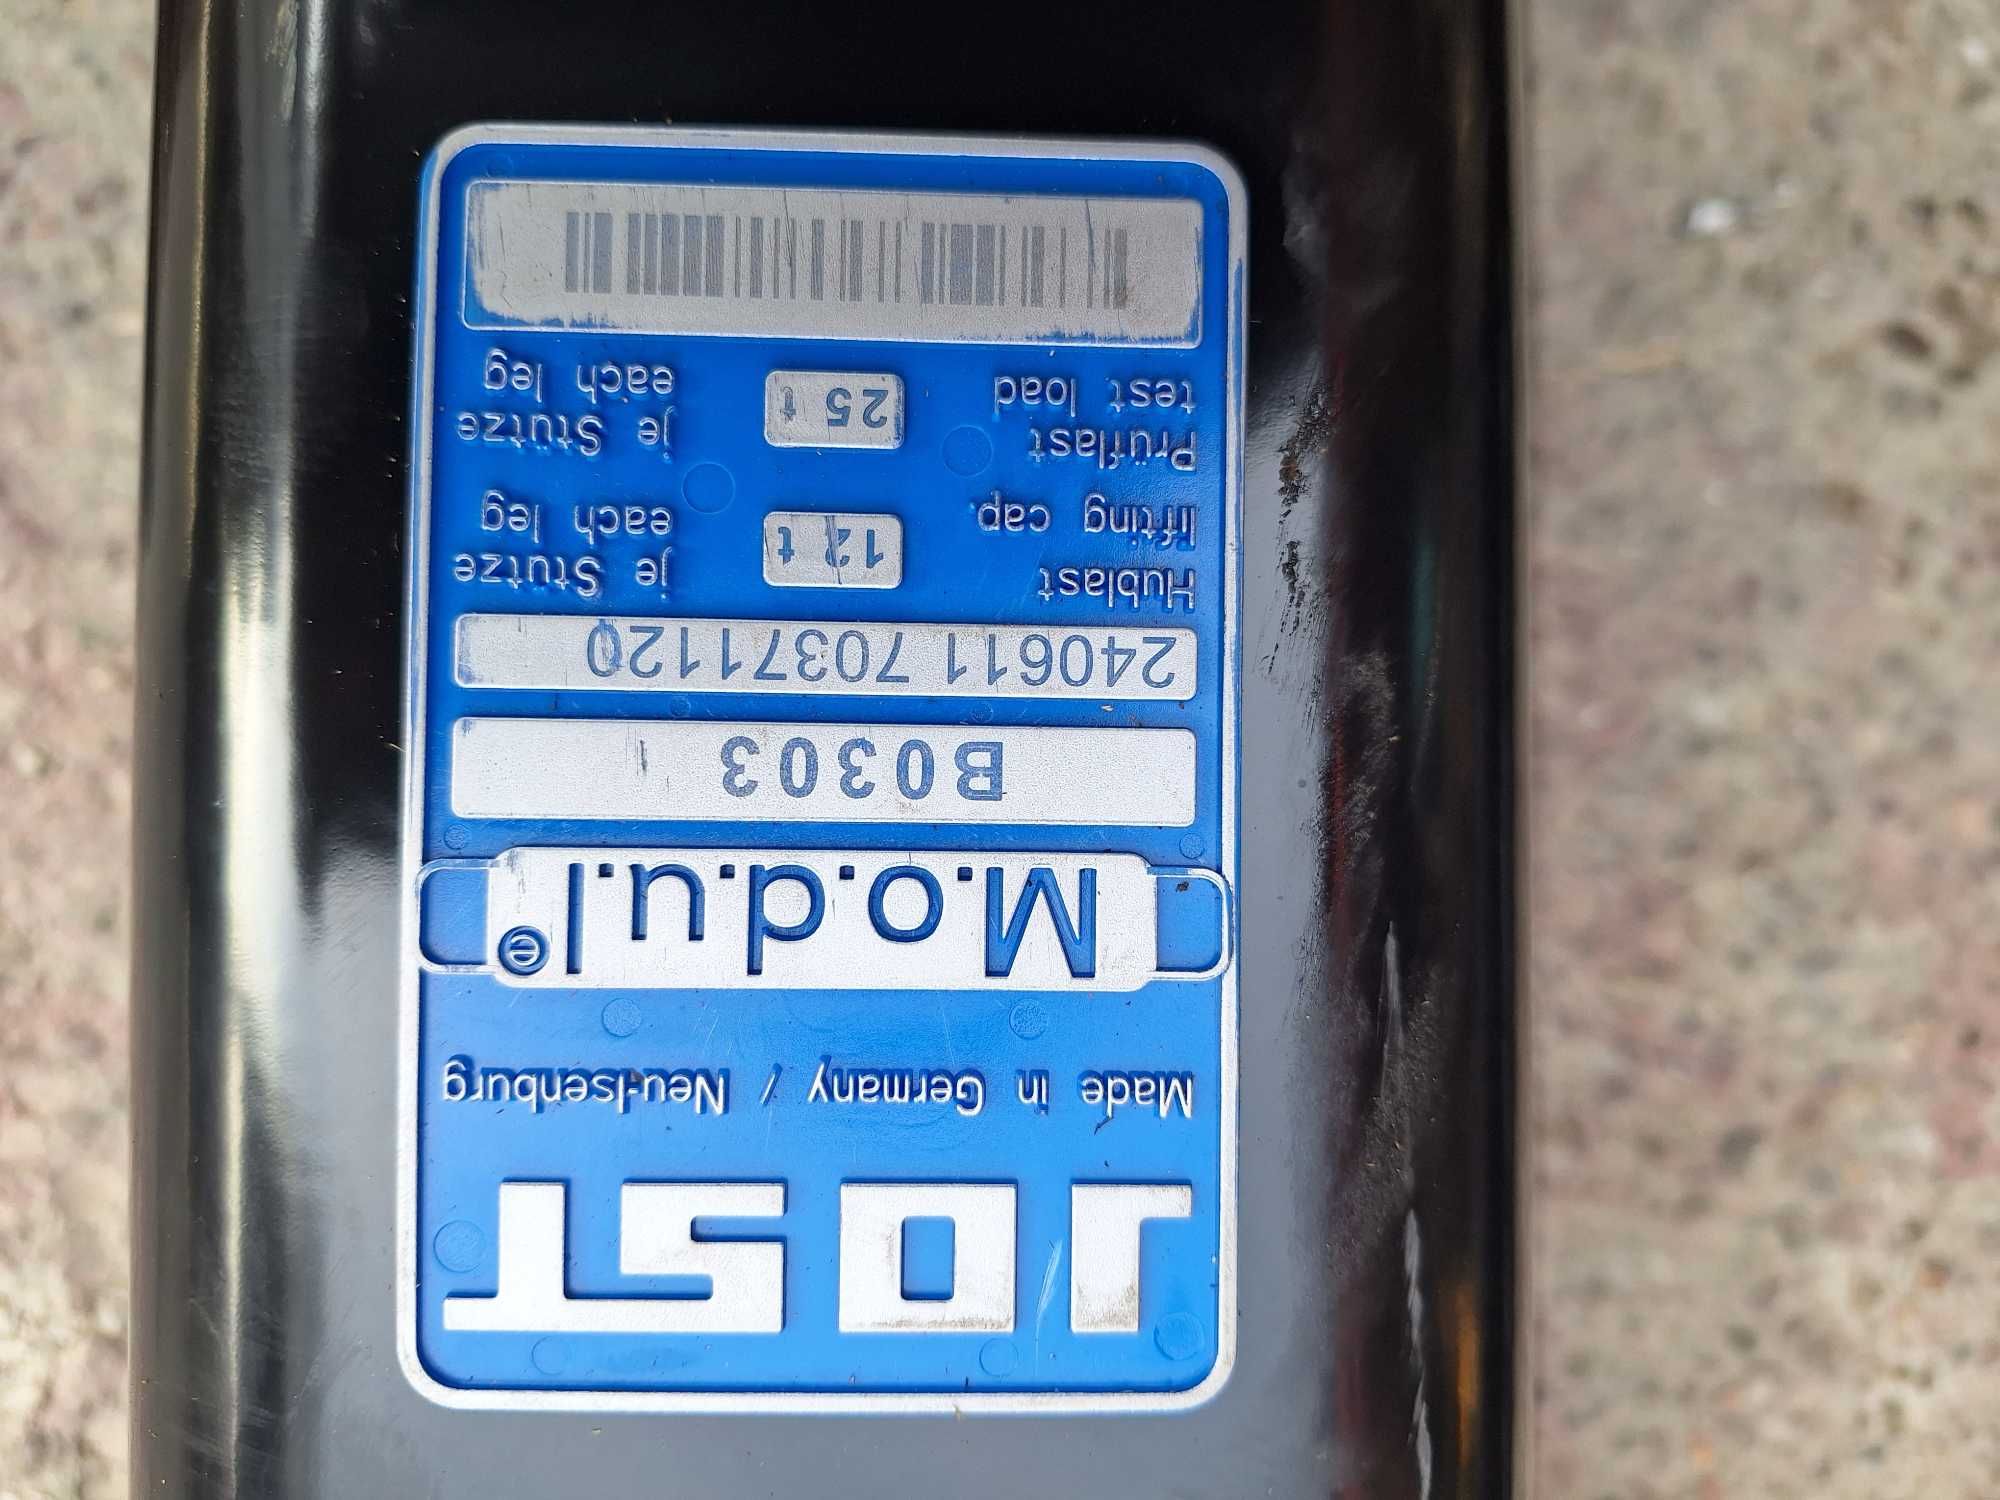 JOST
Made in Germany / Neu-Isenburg
M.o.d.u.l e
B0303
240611 70371120
Hublast 12 t je Stütze
lifting cap. each leg
Prüflast 25 t je Stütze
test load each leg